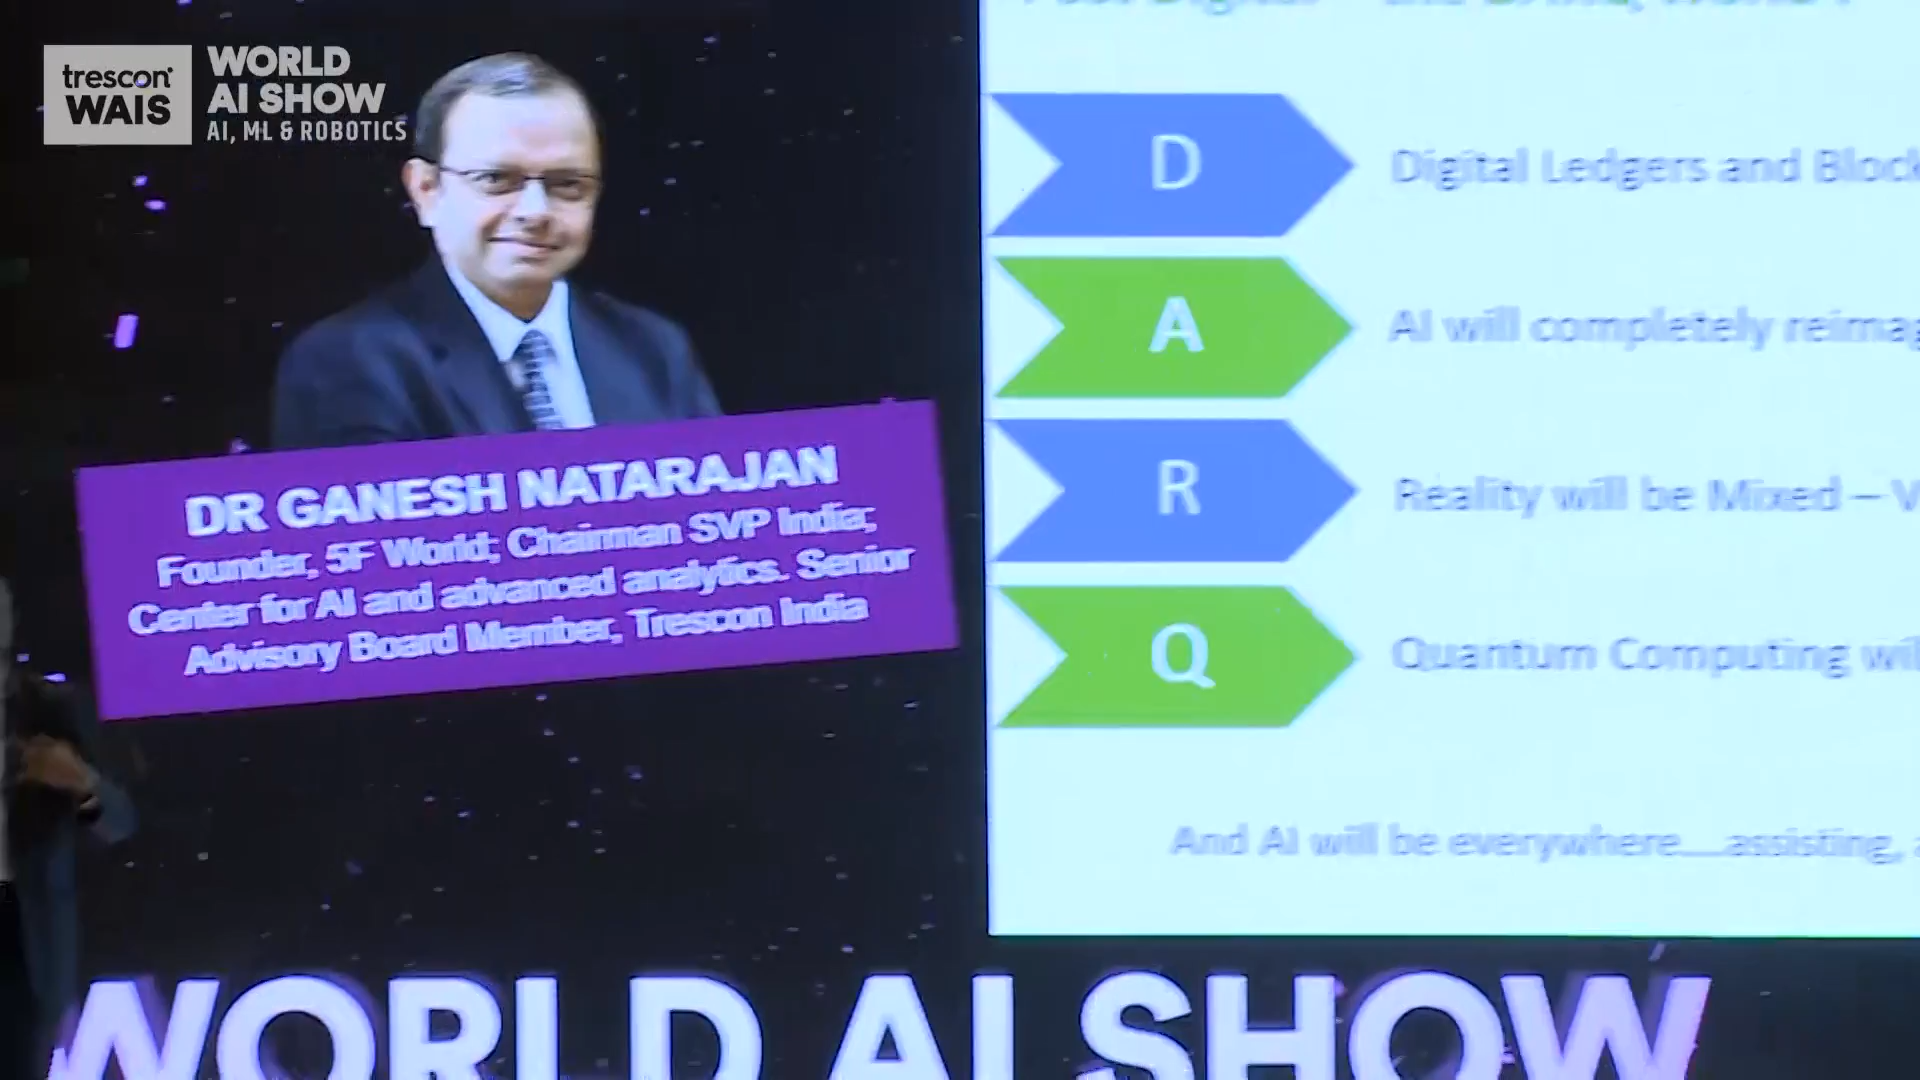 trescon
WAIS
WORLD
AI SHOW
AI, ML & ROBOTICS
DR GANESH NATARAJAN
Founder, 5F World; Chairman SVP India;
Center for AI and advanced analytics. Senior
Advisory Board Member, Trescon India
D
Digital Ledgers and Block
A
AI will completely reimag
R
Reality will be Mixed – V
Q
Quantum Computing wil
And AI will be everywhere....assisting,
WORLD AI SHOW